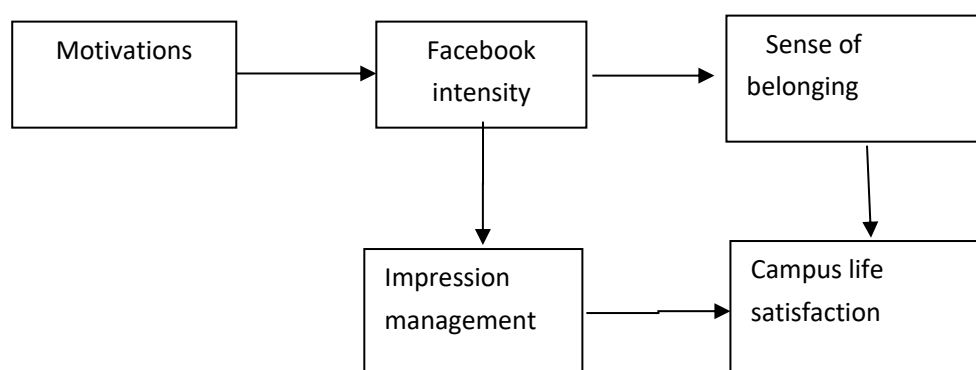 Motivations
Facebook
intensity
Sense of
belonging
Impression
management
Campus life
satisfaction